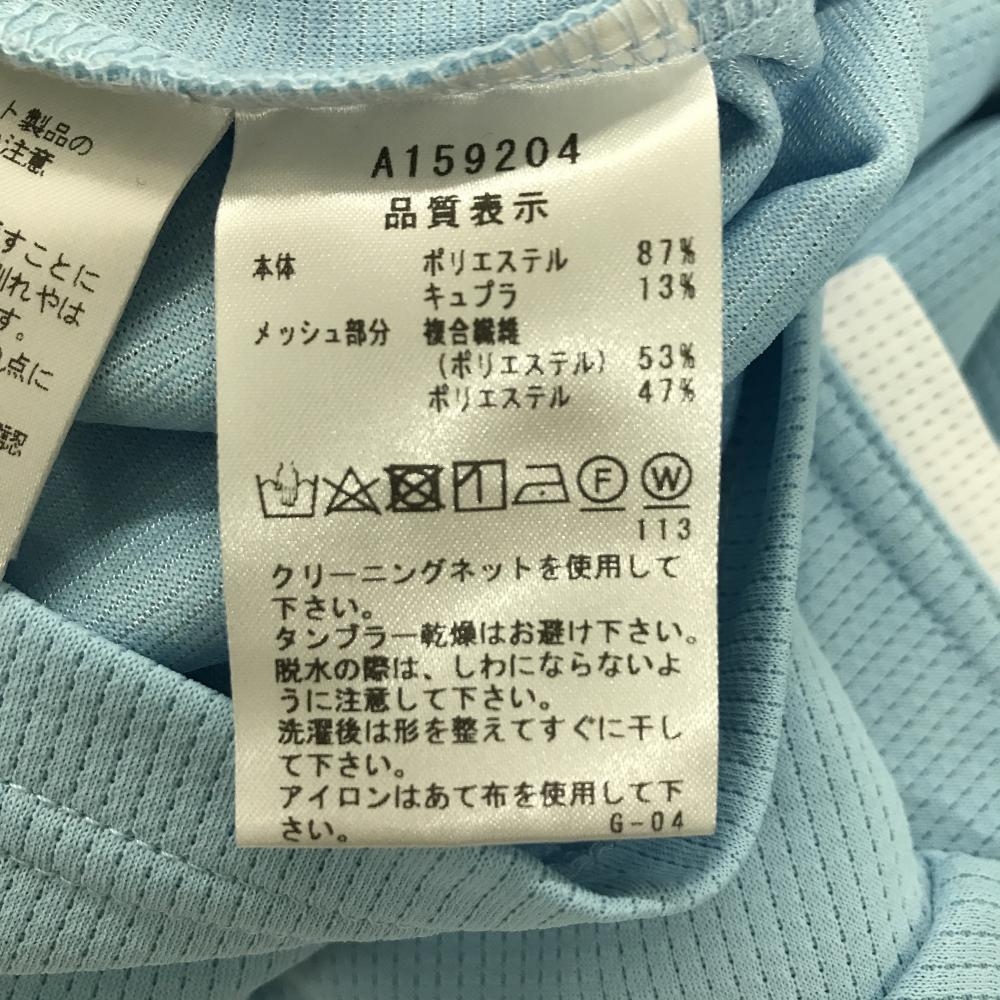 ト製品の
注意
すことに
割れやは
す。
点に
確認
A159204
品質表示
本体 ポリエステル 87%
キュプラ 13%
メッシュ部分 複合繊維
(ポリエステル) 53%
ポリエステル 47%
F W
113
クリーニングネットを使用して
下さい。
タンブラー乾燥はお避け下さい。
脱水の際は、しわにならないよ
うに注意して下さい。
洗濯後は形を整えてすぐに干し
て下さい。
アイロンはあて布を使用して下
さい。 G-04